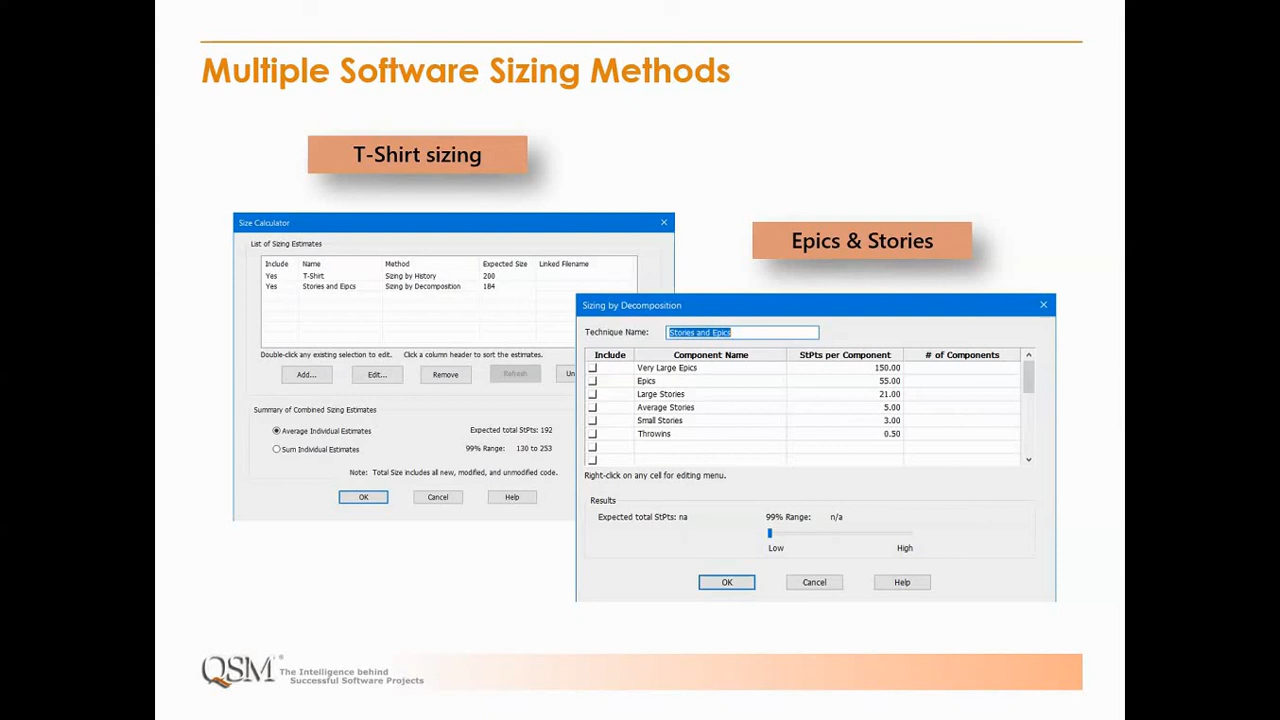 Multiple Software Sizing Methods
T-Shirt sizing
Size Calculator
List of Sizing Estimates
Include Name Method Expected Size Linked Filename
Yes T-Shirt Sizing by History 200
Yes Stories and Eipcs Sizing by Decomposition 184
Double-click any existing selection to edit. Click a column header to sort the estimates.
Add... Edit... Remove Refresh Un
Summary of Combined Sizing Estimates
Average Individual Estimates Expected total StPts: 192
Sum Individual Estimates 99% Range: 130 to 253
Note: Total Size includes all new, modified, and unmodified code.
OK Cancel Help
Epics & Stories
Sizing by Decomposition
Technique Name: Stories and Epics
Include Component Name StPts per Component # of Components
Very Large Epics 150.00
Epics 55.00
Large Stories 21.00
Average Stories 5.00
Small Stories 3.00
Throwins 0.50
Right-click on any cell for editing menu.
Results
Expected total StPts: na 99% Range: n/a
Low High
OK Cancel Help
QSM® The Intelligence behind
Successful Software Projects